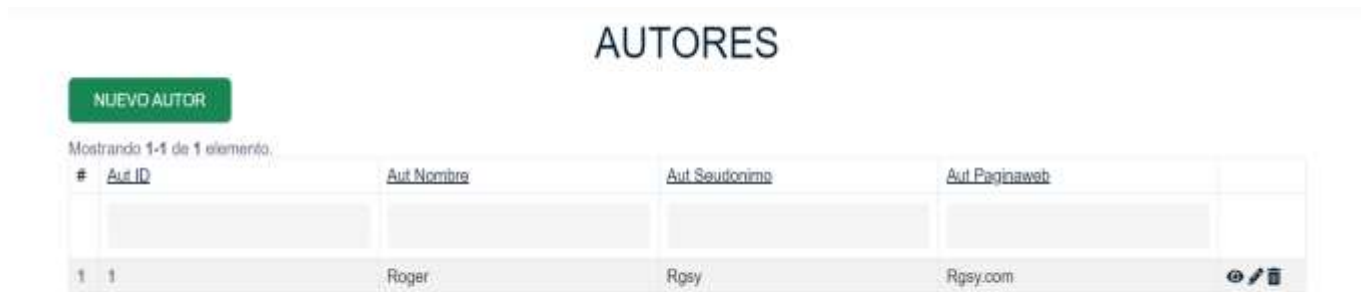 AUTORES
NUEVO AUTOR
Mostrando 1-1 de 1 elemento.
# Aut ID Aut Nombre Aut Seudonimo Aut Paginaweb
1 1 Roger Rgsy Rgsy.com